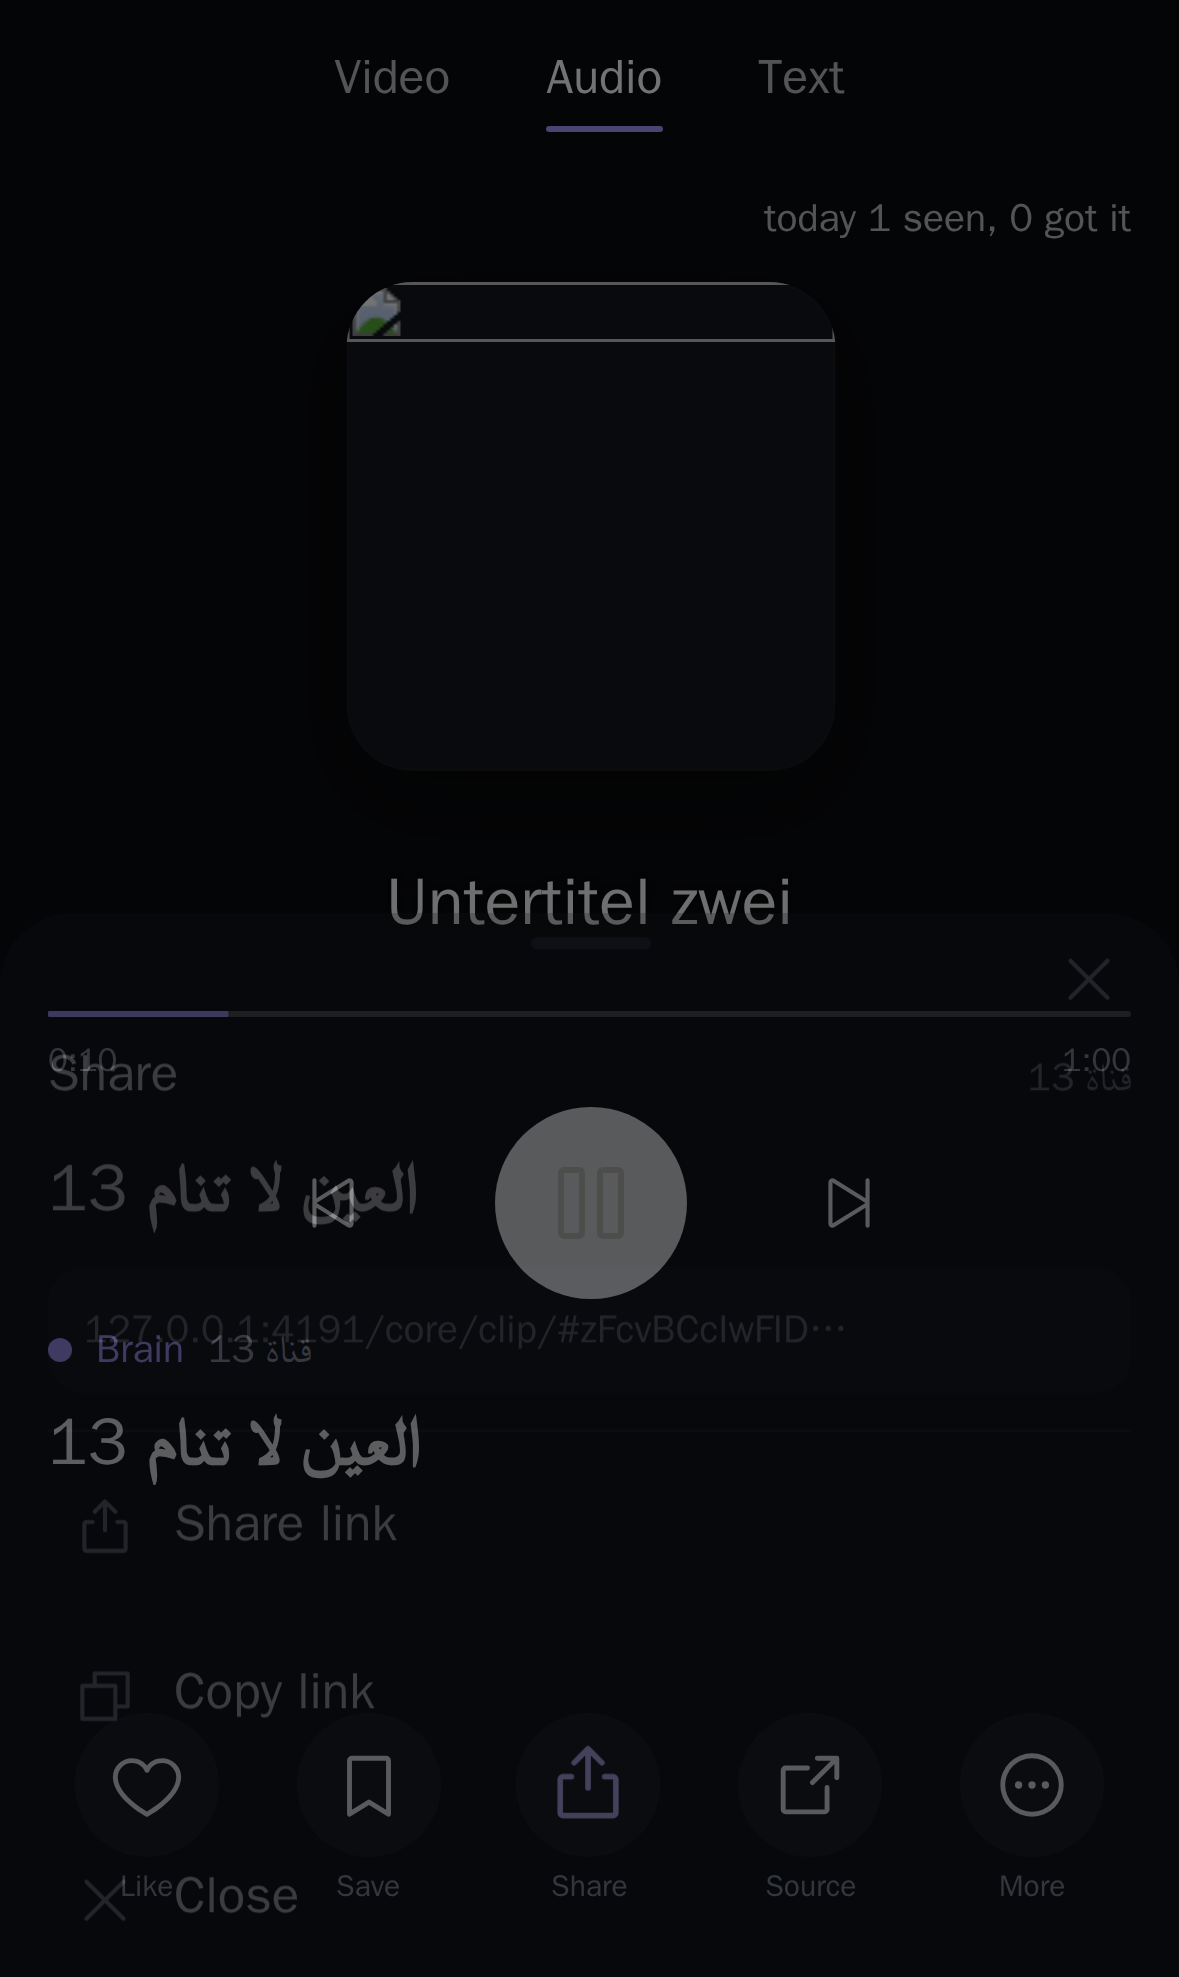 Video
Audio
Text
today 1 seen, 0 got it
Untertitel zwei
0:10
1:00
Share
قناة 13
العين لا تنام 13
127.0.0.1:4191/core/clip/#zFcvBCcIwFID…
Brain قناة 13
العين لا تنام 13
Share link
Copy link
Like
Save
Share
Source
More
Close